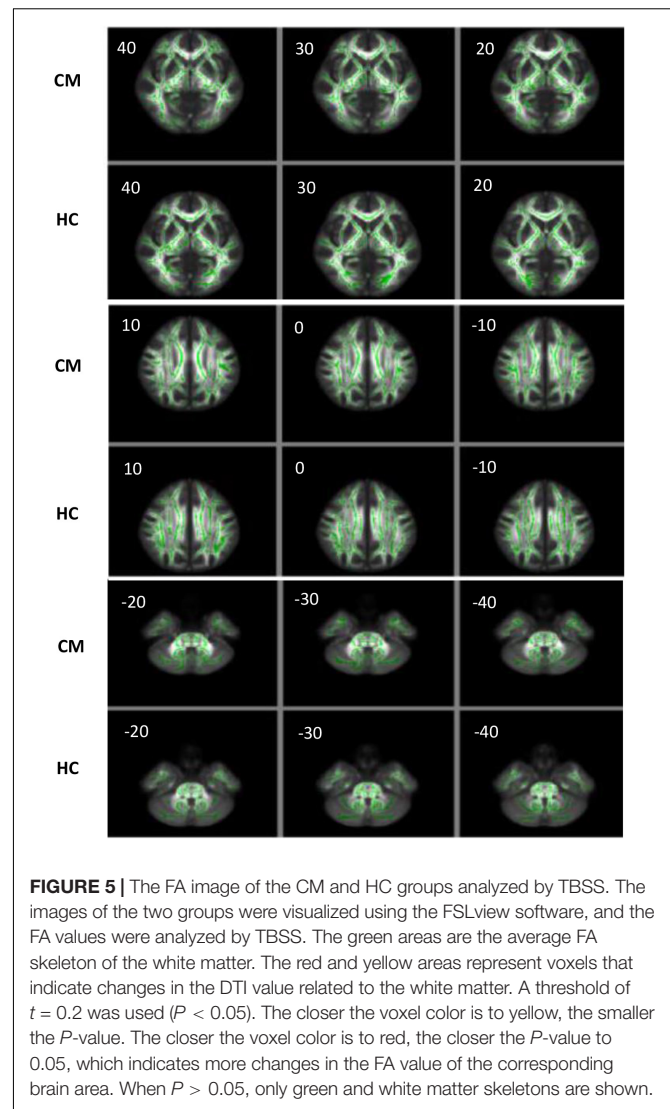 40 30 20
CM
40 30 20
HC
10 0 -10
CM
10 0 -10
HC
-20 -30 -40
CM
-20 -30 -40
HC
FIGURE 5 | The FA image of the CM and HC groups analyzed by TBSS. The
images of the two groups were visualized using the FSLview software, and the
FA values were analyzed by TBSS. The green areas are the average FA
skeleton of the white matter. The red and yellow areas represent voxels that
indicate changes in the DTI value related to the white matter. A threshold of
t = 0.2 was used (P < 0.05). The closer the voxel color is to yellow, the smaller
the P-value. The closer the voxel color is to red, the closer the P-value to
0.05, which indicates more changes in the FA value of the corresponding
brain area. When P > 0.05, only green and white matter skeletons are shown.